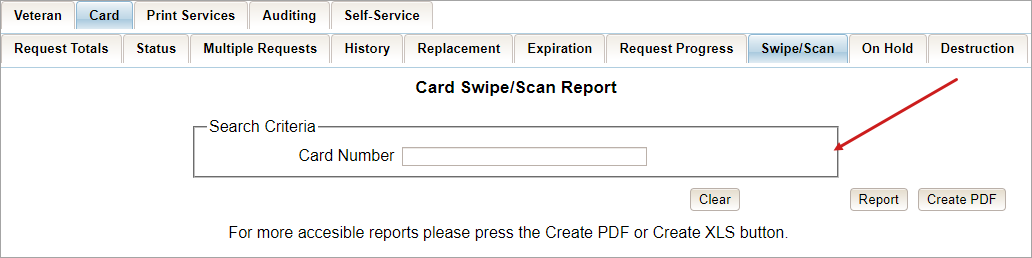 Veteran Card Print Services Auditing Self-Service
Request Totals Status Multiple Requests History Replacement Expiration Request Progress Swipe/Scan On Hold Destruction
Card Swipe/Scan Report
Search Criteria
Card Number
Clear Report Create PDF
For more accesible reports please press the Create PDF or Create XLS button.